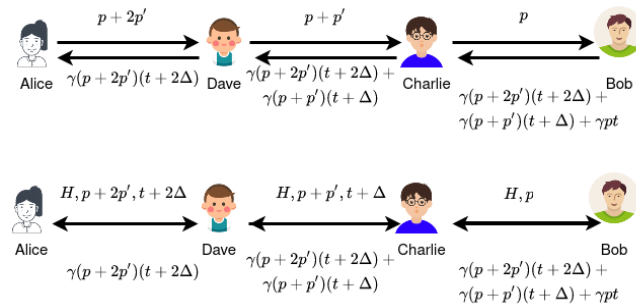 p + 2p′ p + p′ p
Alice Dave Charlie Bob
γ(p + 2p′)(t + 2Δ) γ(p + 2p′)(t + 2Δ) + γ(p + 2p′)(t + 2Δ) +
γ(p + p′)(t + Δ) γ(p + p′)(t + Δ) + γpt
H, p + 2p′, t + 2Δ H, p + p′, t + Δ H, p
Alice Dave Charlie Bob
γ(p + 2p′)(t + 2Δ) γ(p + 2p′)(t + 2Δ) + γ(p + 2p′)(t + 2Δ) +
γ(p + p′)(t + Δ) γ(p + p′)(t + Δ) + γpt